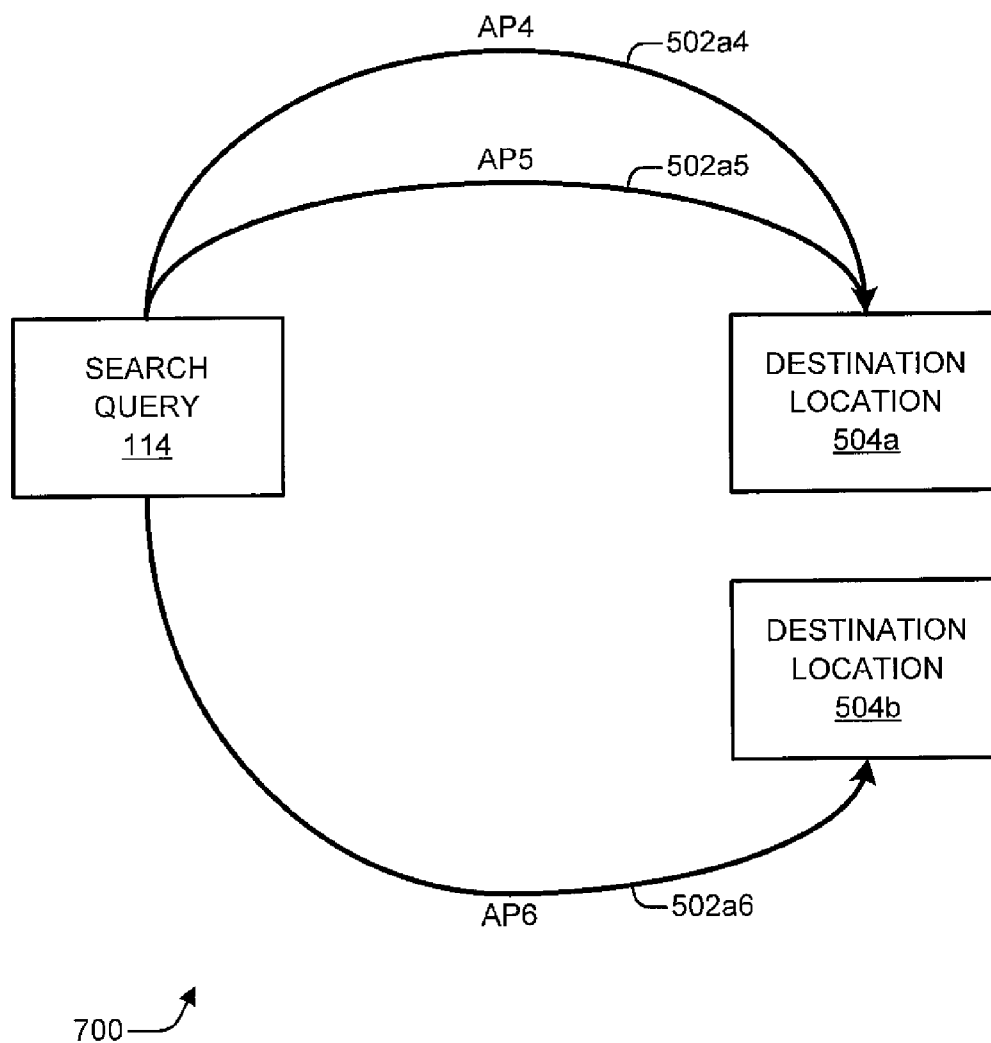 AP4
502a4
AP5
502a5
SEARCH
QUERY
114
DESTINATION
LOCATION
504a
DESTINATION
LOCATION
504b
502a6
AP6
700